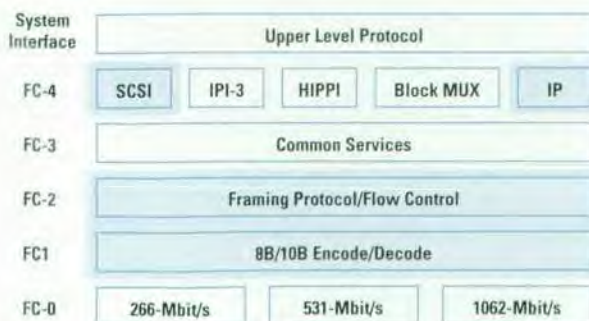 System
Interface
Upper Level Protocol
FC-4 SCSI IPI-3 HIPPI Block MUX IP
FC-3 Common Services
FC-2 Framing Protocol/Flow Control
FC1 8B/10B Encode/Decode
FC-0 266-Mbit/s 531-Mbit/s 1062-Mbit/s